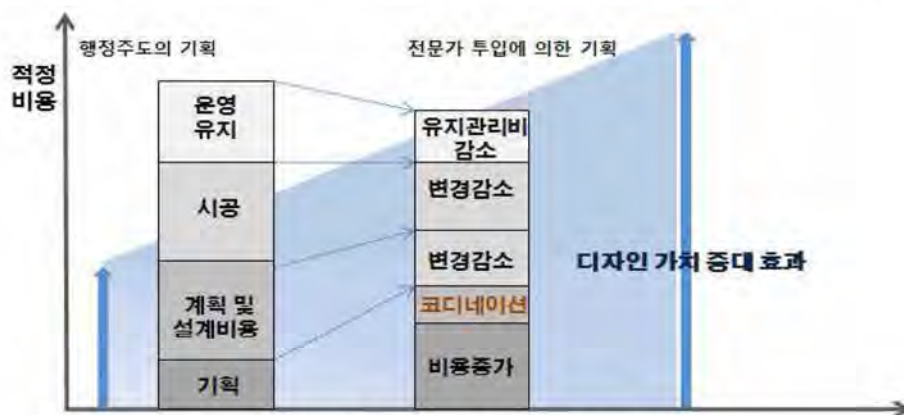 행정주도의 기획
전문가 투입에 의한 기획
적정
비용
운영
유지
시공
계획 및
설계비용
기획
유지관리비
감소
변경감소
변경감소
코디네이션
비용증가
디자인 가치 증대 효과